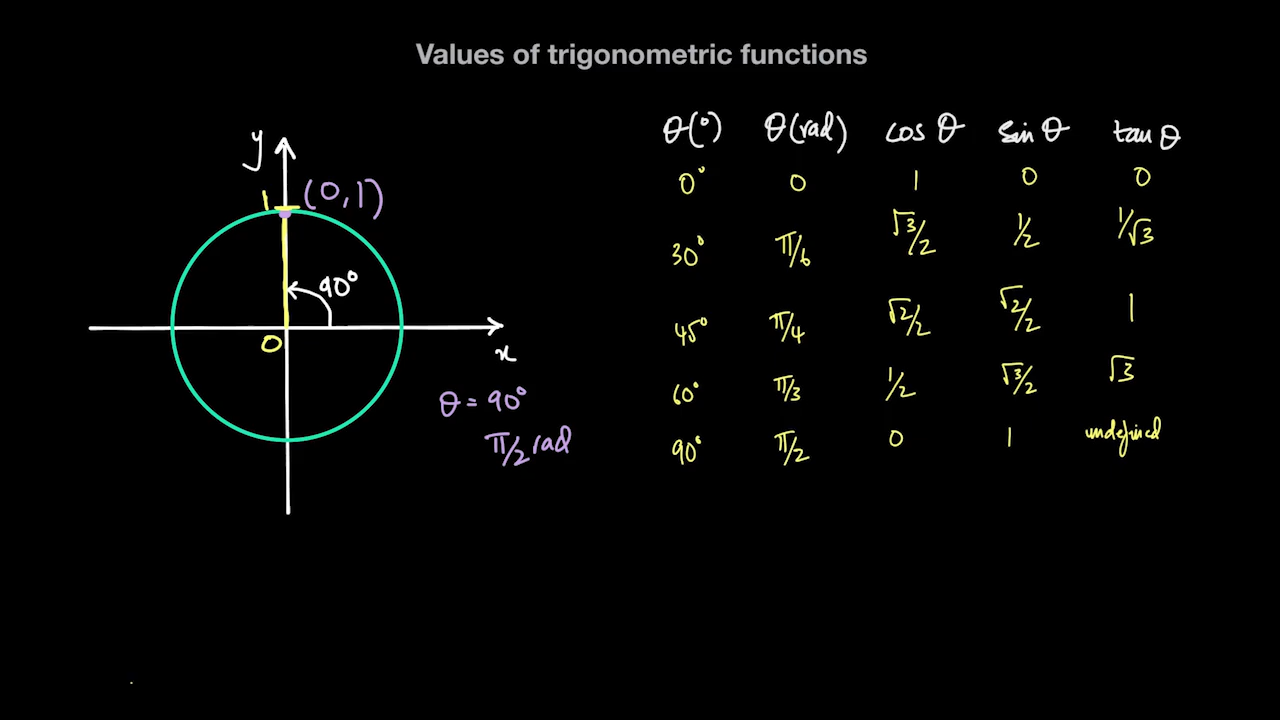 Values of trigonometric functions
y
1 (0,1)
90°
0
x
θ = 90°
π/2 rad
θ(°) θ(rad) cos θ sin θ tan θ
0° 0 1 0 0
30° π/6 √3/2 1/2 1/√3
45° π/4 √2/2 √2/2 1
60° π/3 1/2 √3/2 √3
90° π/2 0 1 undefined